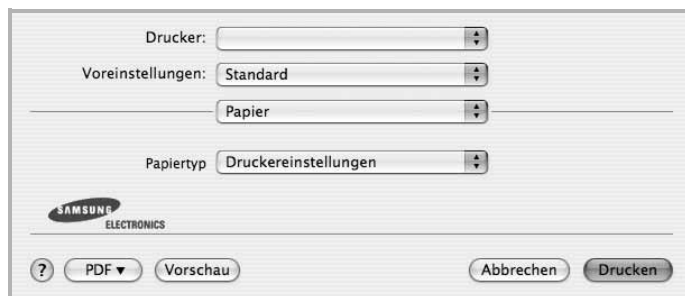 Drucker:
Voreinstellungen: Standard
Papier
Papiertyp Druckereinstellungen
SAMSUNG
ELECTRONICS
? PDF ▼ Vorschau Abbrechen Drucken